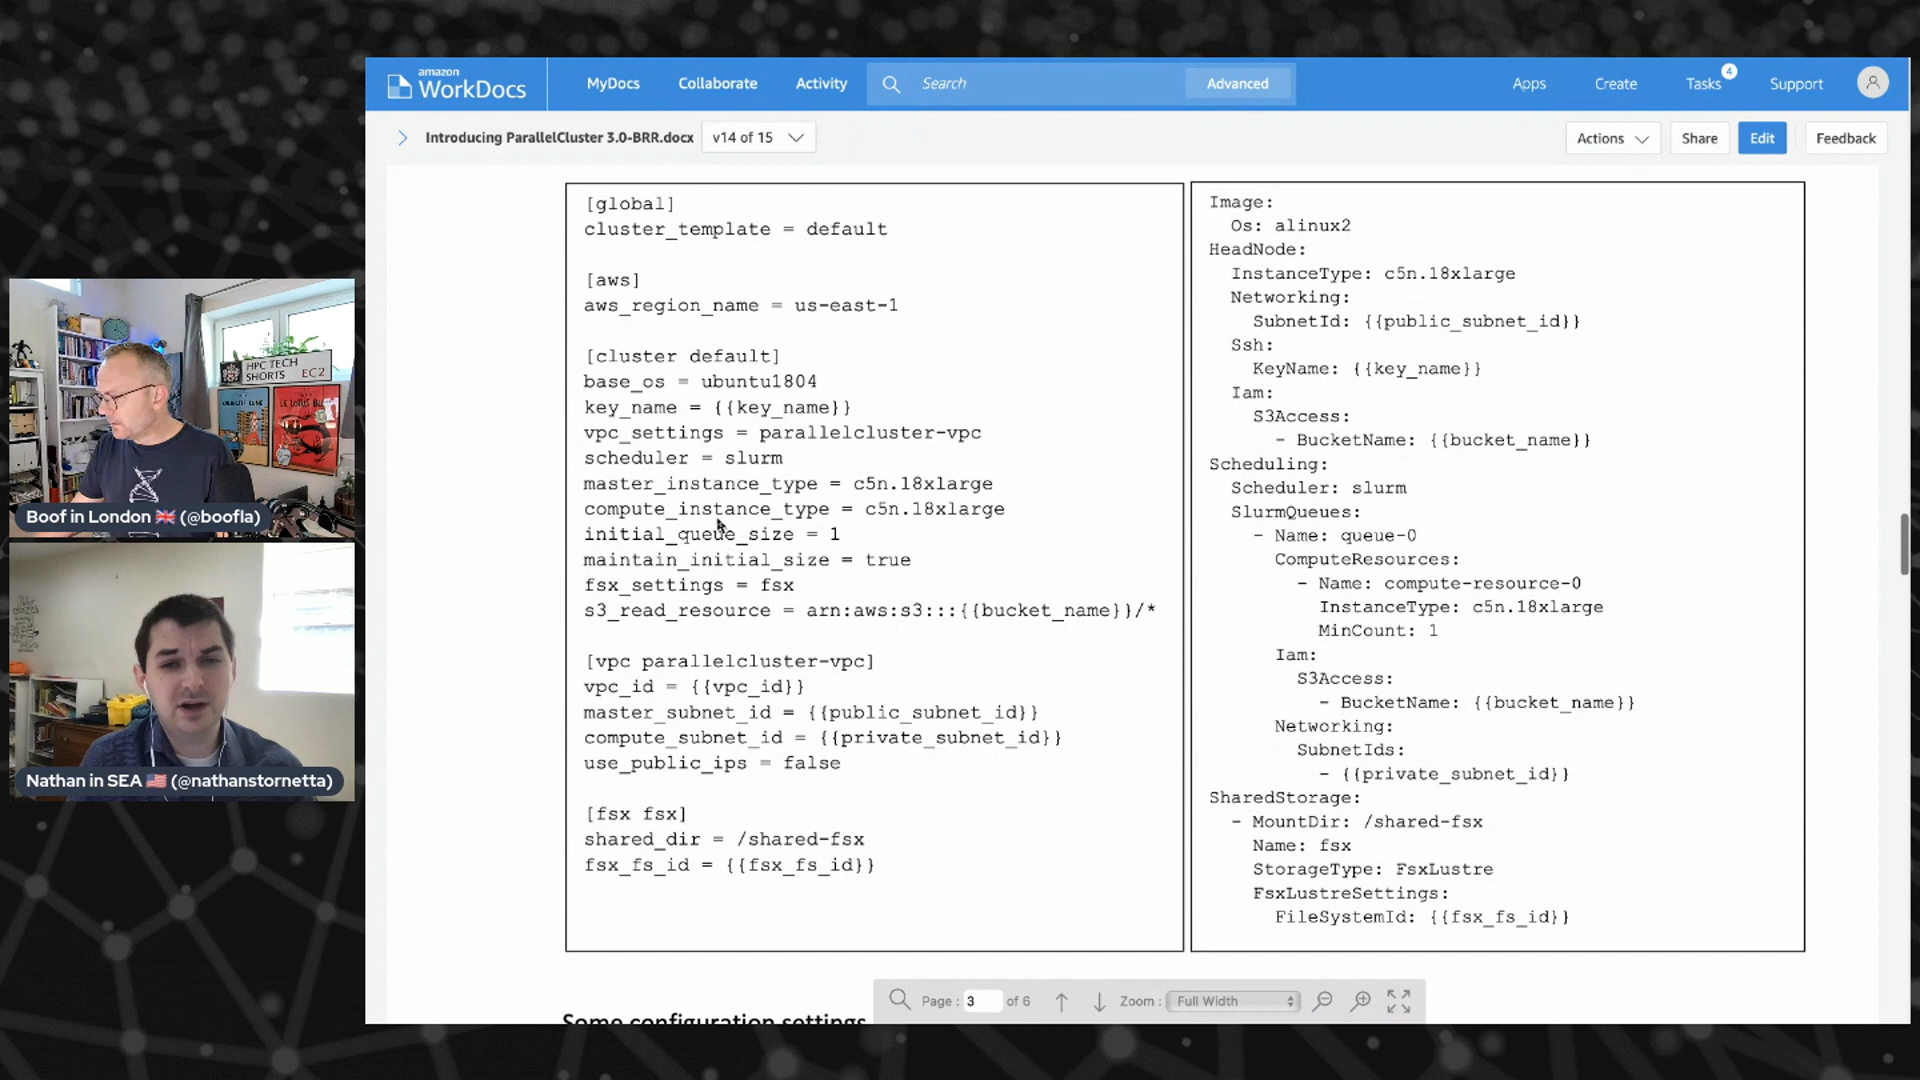 amazon
WorkDocs
MyDocs
Collaborate
Activity
Search
Advanced
Apps
Create
Tasks
4
Support
Introducing ParallelCluster 3.0-BRR.docx
v14 of 15
Actions
Share
Edit
Feedback
[global]
cluster_template = default
[aws]
aws_region_name = us-east-1
[cluster default]
base_os = ubuntu1804
key_name = {{key_name}}
vpc_settings = parallelcluster-vpc
scheduler = slurm
master_instance_type = c5n.18xlarge
compute_instance_type = c5n.18xlarge
initial_queue_size = 1
maintain_initial_size = true
fsx_settings = fsx
s3_read_resource = arn:aws:s3:::{{bucket_name}}/*
[vpc parallelcluster-vpc]
vpc_id = {{vpc_id}}
master_subnet_id = {{public_subnet_id}}
compute_subnet_id = {{private_subnet_id}}
use_public_ips = false
[fsx fsx]
shared_dir = /shared-fsx
fsx_fs_id = {{fsx_fs_id}}
Image:
Os: alinux2
HeadNode:
InstanceType: c5n.18xlarge
Networking:
SubnetId: {{public_subnet_id}}
Ssh:
KeyName: {{key_name}}
Iam:
S3Access:
- BucketName: {{bucket_name}}
Scheduling:
Scheduler: slurm
SlurmQueues:
- Name: queue-0
ComputeResources:
- Name: compute-resource-0
InstanceType: c5n.18xlarge
MinCount: 1
Iam:
S3Access:
- BucketName: {{bucket_name}}
Networking:
SubnetIds:
- {{private_subnet_id}}
SharedStorage:
- MountDir: /shared-fsx
Name: fsx
StorageType: FsxLustre
FsxLustreSettings:
FileSystemId: {{fsx_fs_id}}
Some configuration settings
Page : 3 of 6
Zoom : Full Width
HPC TECH
SHORTS EC2
Boof in London 🇬🇧 (@boofla)
Nathan in SEA 🇺🇸 (@nathanstornetta)